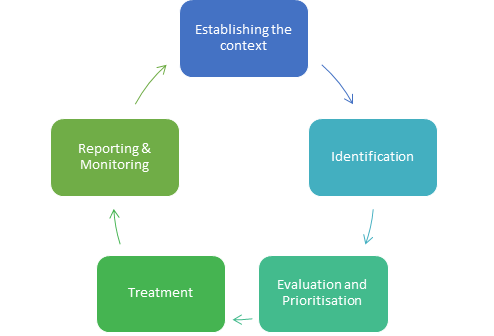 Establishing the
context
Identification
Evaluation and
Prioritisation
Treatment
Reporting &
Monitoring